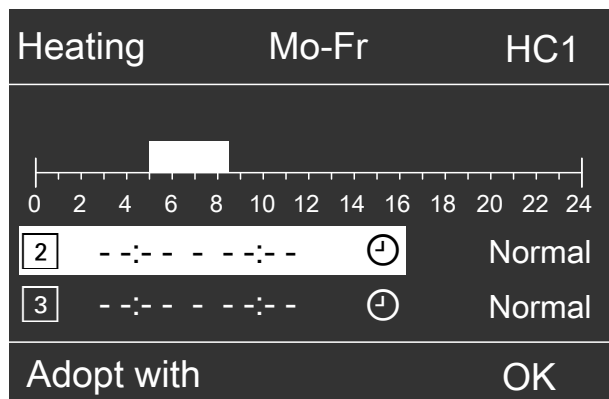 Heating Mo-Fr HC1
0 2 4 6 8 10 12 14 16 18 20 22 24
2 - -:- - - - -:- - Normal
3 - -:- - - - -:- - Normal
Adopt with OK